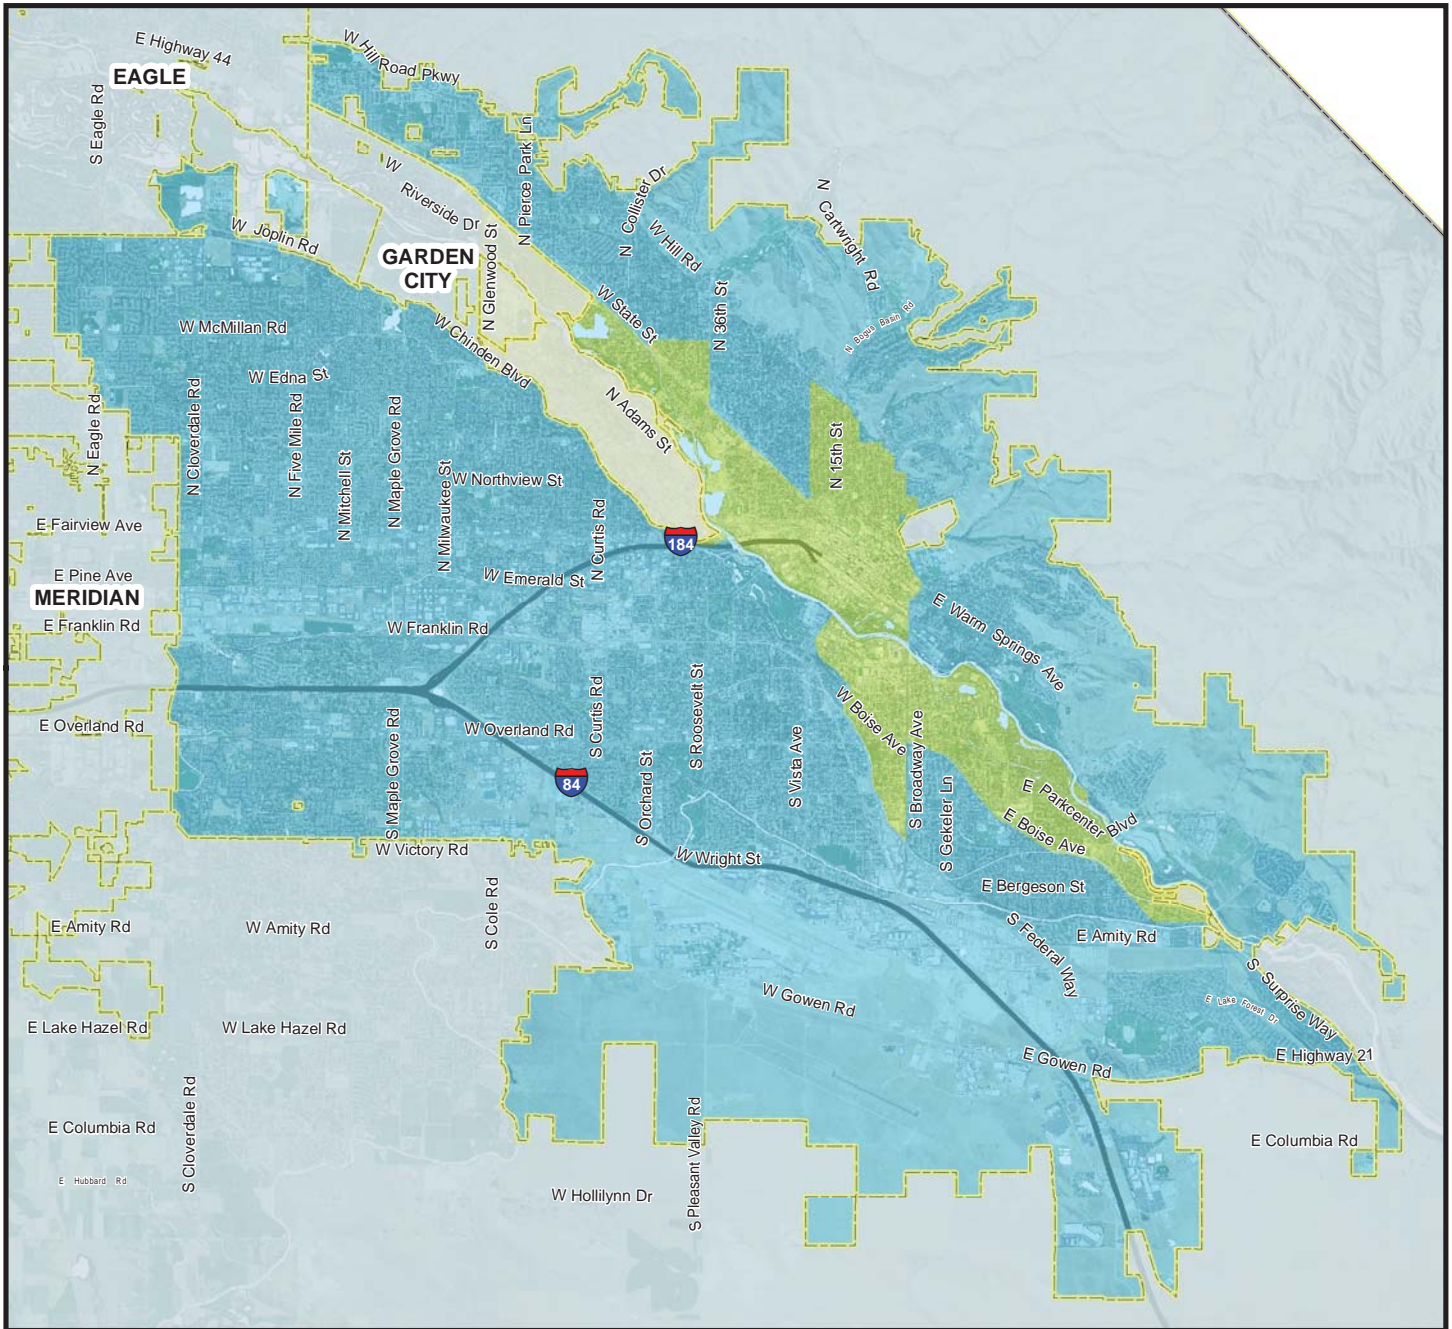 E Highway 44
W Hill Road Pkwy
EAGLE
S Eagle Rd
N Pierce Park Ln
W Riverside Dr
N Collister Dr
N Cartwright Rd
W Joplin Rd
W Hill Rd
GARDEN
CITY
N Glenwood St
W State St
N 36th St
N Bogus Basin Rd
W McMillan Rd
W Chinden Blvd
W Edna St
N Adams St
N Eagle Rd
N Cloverdale Rd
N Five Mile Rd
N Mitchell St
N Maple Grove Rd
N Milwaukee St
W Northview St
N 15th St
N Curtis Rd
E Fairview Ave
184
E Pine Ave
MERIDIAN
W Emerald St
E Franklin Rd
W Franklin Rd
E Warm Springs Ave
E Overland Rd
S Maple Grove Rd
W Overland Rd
S Curtis Rd
S Roosevelt St
W Boise Ave
S Broadway Ave
S Vista Ave
84
S Orchard St
S Gekeler Ln
E Parkcenter Blvd
E Boise Ave
W Victory Rd
W Wright St
E Bergeson St
S Cole Rd
E Amity Rd
W Amity Rd
S Federal Way
E Amity Rd
S Surprise Way
W Gowen Rd
E Lake Forest Dr
E Lake Hazel Rd
W Lake Hazel Rd
E Gowen Rd
E Highway 21
S Cloverdale Rd
S Pleasant Valley Rd
E Columbia Rd
E Columbia Rd
E Hubbard Rd
W Hollilynn Dr